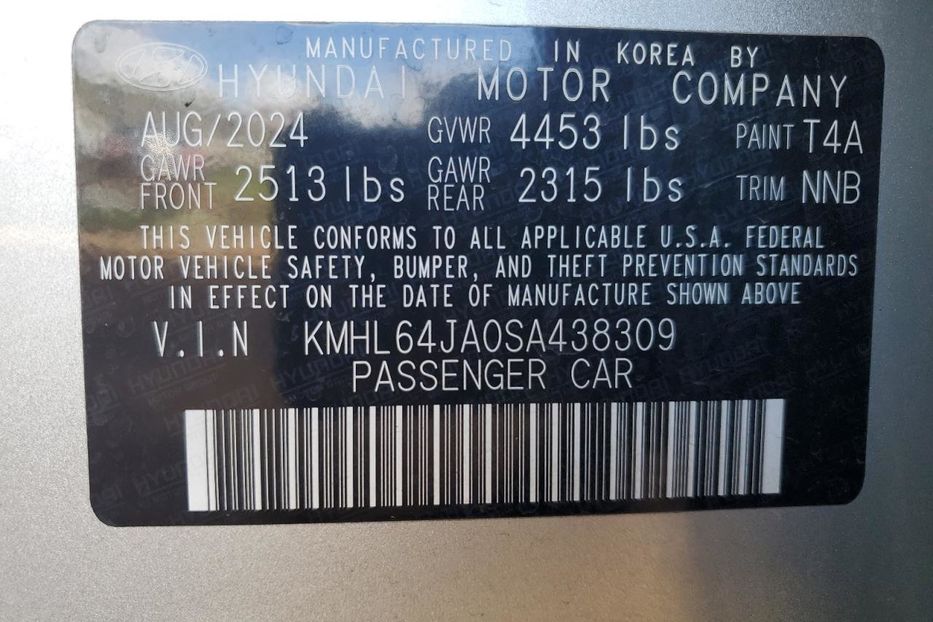 MANUFACTURED IN KOREA BY
HYUNDAI MOTOR COMPANY
AUG/2024 GVWR 4453 lbs PAINT T4A
GAWR FRONT 2513 lbs GAWR REAR 2315 lbs TRIM NNB
THIS VEHICLE CONFORMS TO ALL APPLICABLE U.S.A. FEDERAL
MOTOR VEHICLE SAFETY, BUMPER, AND THEFT PREVENTION STANDARDS
IN EFFECT ON THE DATE OF MANUFACTURE SHOWN ABOVE
V.I.N KMHL64JA0SA438309
PASSENGER CAR